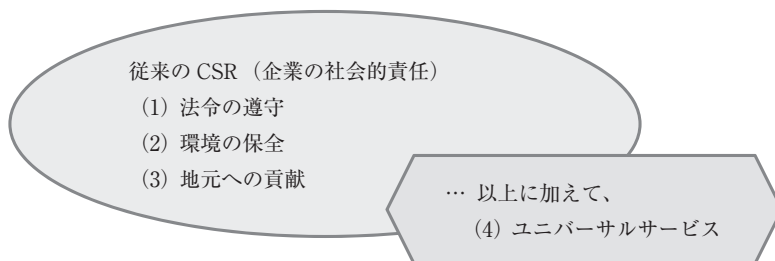 従来の CSR（企業の社会的責任）
(1) 法令の遵守
(2) 環境の保全
(3) 地元への貢献
… 以上に加えて、
(4) ユニバーサルサービス